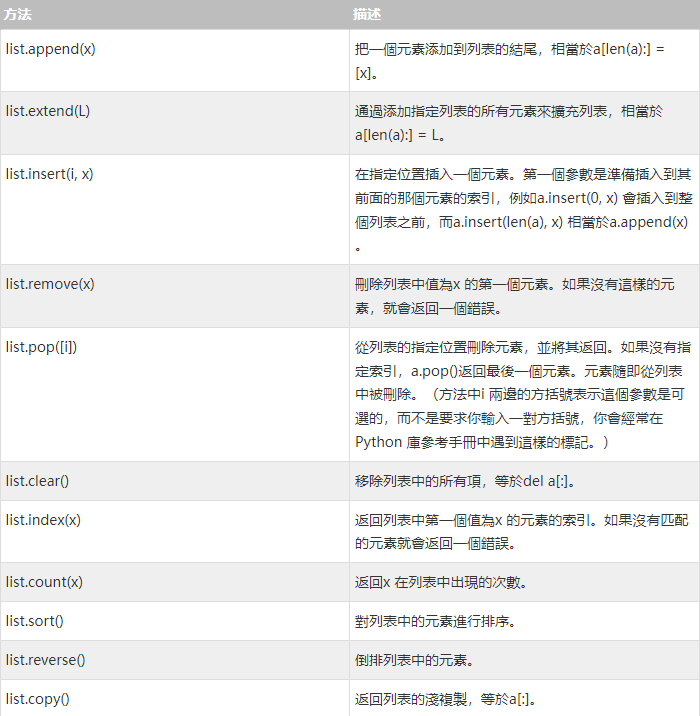 方法 描述
list.append(x) 把一個元素添加到列表的結尾，相當於a[len(a):] =
[x]。
list.extend(L) 通過添加指定列表的所有元素來擴充列表，相當於
a[len(a):] = L。
list.insert(i, x) 在指定位置插入一個元素。第一個參數是準備插入到其
前面的那個元素的索引，例如a.insert(0, x) 會插入到整
個列表之前，而a.insert(len(a), x) 相當於a.append(x)
。
list.remove(x) 刪除列表中值為x 的第一個元素。如果沒有這樣的元
素，就會返回一個錯誤。
list.pop([i]) 從列表的指定位置刪除元素，並將其返回。如果沒有指
定索引，a.pop()返回最後一個元素。元素隨即從列表
中被刪除。（方法中i 兩邊的方括號表示這個參數是可
選的，而不是要求你輸入一對方括號，你會經常在
Python 庫參考手冊中遇到這樣的標記。）
list.clear() 移除列表中的所有項，等於del a[:]。
list.index(x) 返回列表中第一個值為x 的元素的索引。如果沒有匹配
的元素就會返回一個錯誤。
list.count(x) 返回x 在列表中出現的次數。
list.sort() 對列表中的元素進行排序。
list.reverse() 倒排列表中的元素。
list.copy() 返回列表的淺複製，等於a[:]。